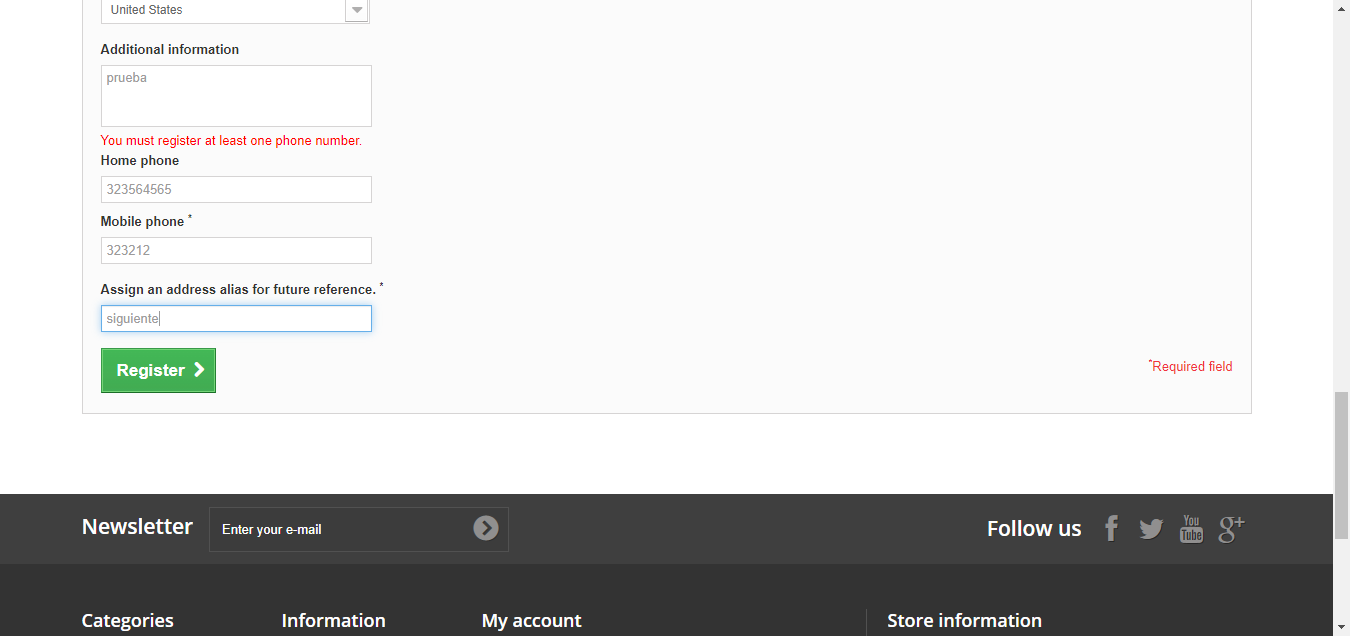 United States
Additional information
prueba
You must register at least one phone number.
Home phone
323564565
Mobile phone *
323212
Assign an address alias for future reference. *
siguiente
Register
*Required field
Newsletter
Enter your e-mail
Follow us
f
You
Tube
g+
Categories
Information
My account
Store information